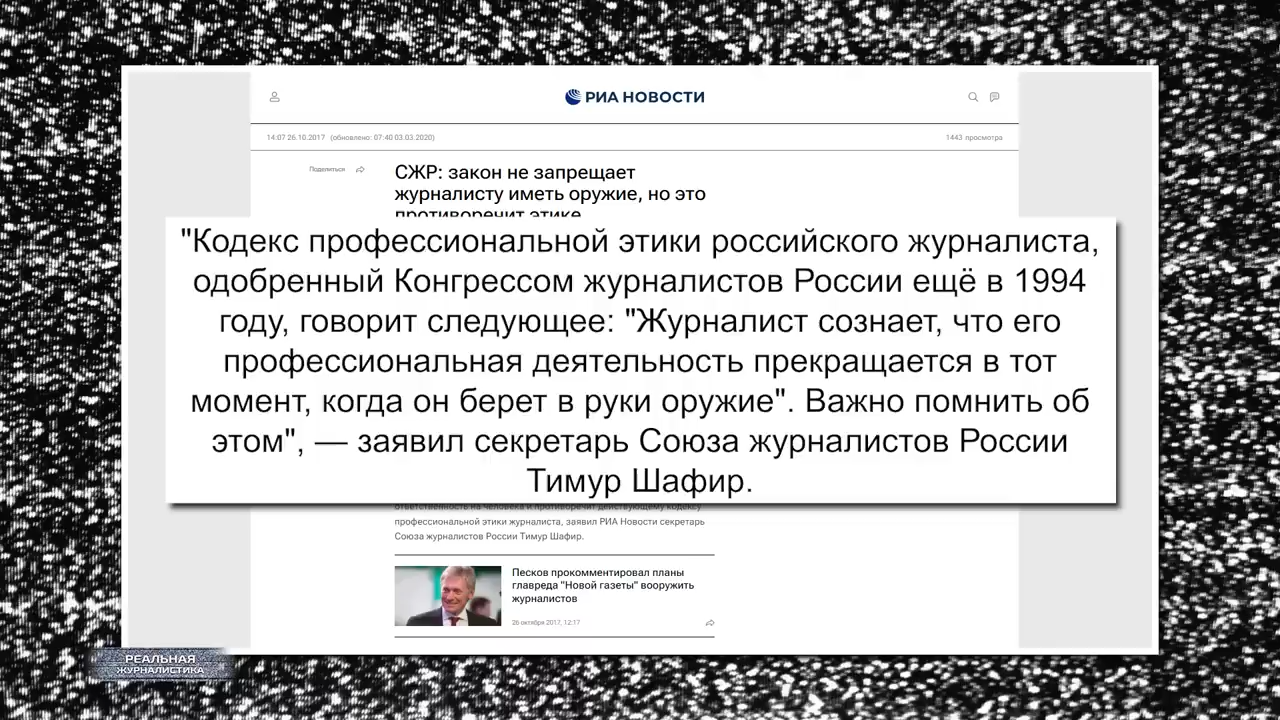 РИА НОВОСТИ
14:07 26.10.2017 (обновлено: 07:40 03.03.2020)
1443 просмотра
Поделиться
СЖР: закон не запрещает
журналисту иметь оружие, но это
противоречит этике
"Кодекс профессиональной этики российского журналиста,
одобренный Конгрессом журналистов России ещё в 1994
году, говорит следующее: "Журналист сознает, что его
профессиональная деятельность прекращается в тот
момент, когда он берет в руки оружие". Важно помнить об
этом", — заявил секретарь Союза журналистов России
Тимур Шафир.
ответственность на человека и противоречит действующему кодексу
профессиональной этики журналиста, заявил РИА Новости секретарь
Союза журналистов России Тимур Шафир.
Песков прокомментировал планы
главреда "Новой газеты" вооружить
журналистов
26 октября 2017, 12:17
РЕАЛЬНАЯ
ЖУРНАЛИСТИКА